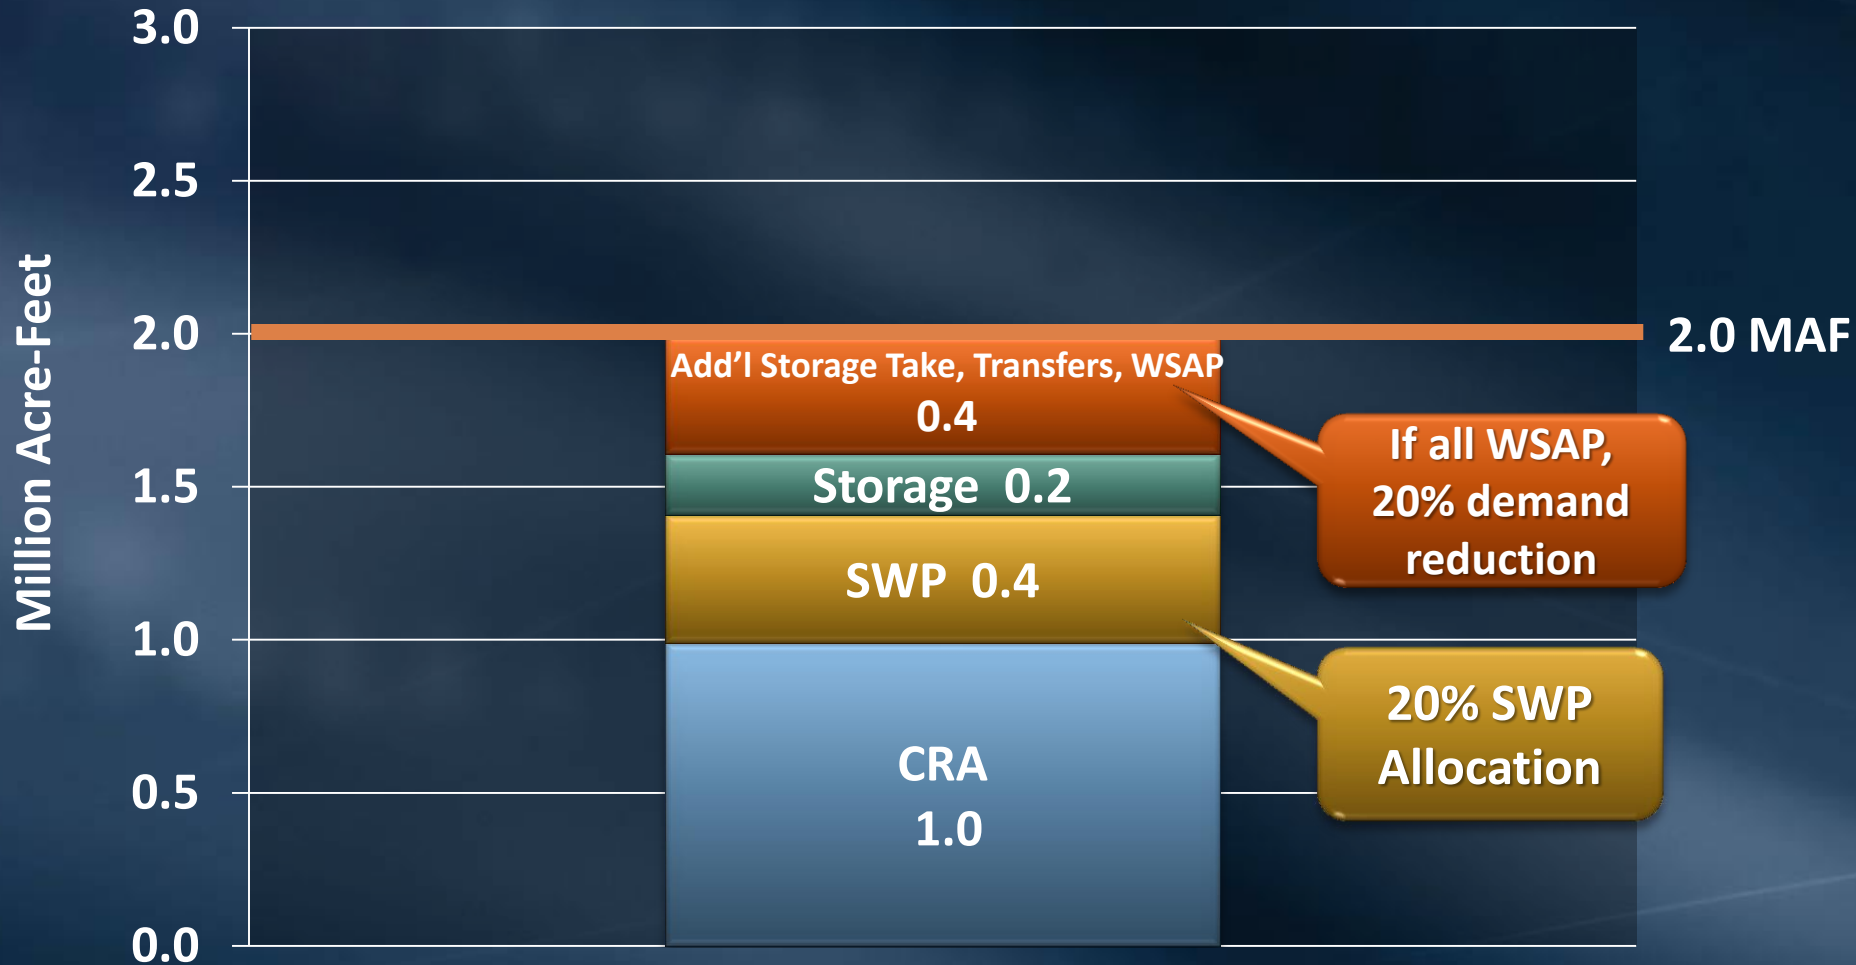 Million Acre-Feet
3.0
2.5
2.0
1.5
1.0
0.5
0.0
2.0 MAF
Add’l Storage Take, Transfers, WSAP
0.4
Storage 0.2
SWP 0.4
CRA
1.0
If all WSAP,
20% demand
reduction
20% SWP
Allocation